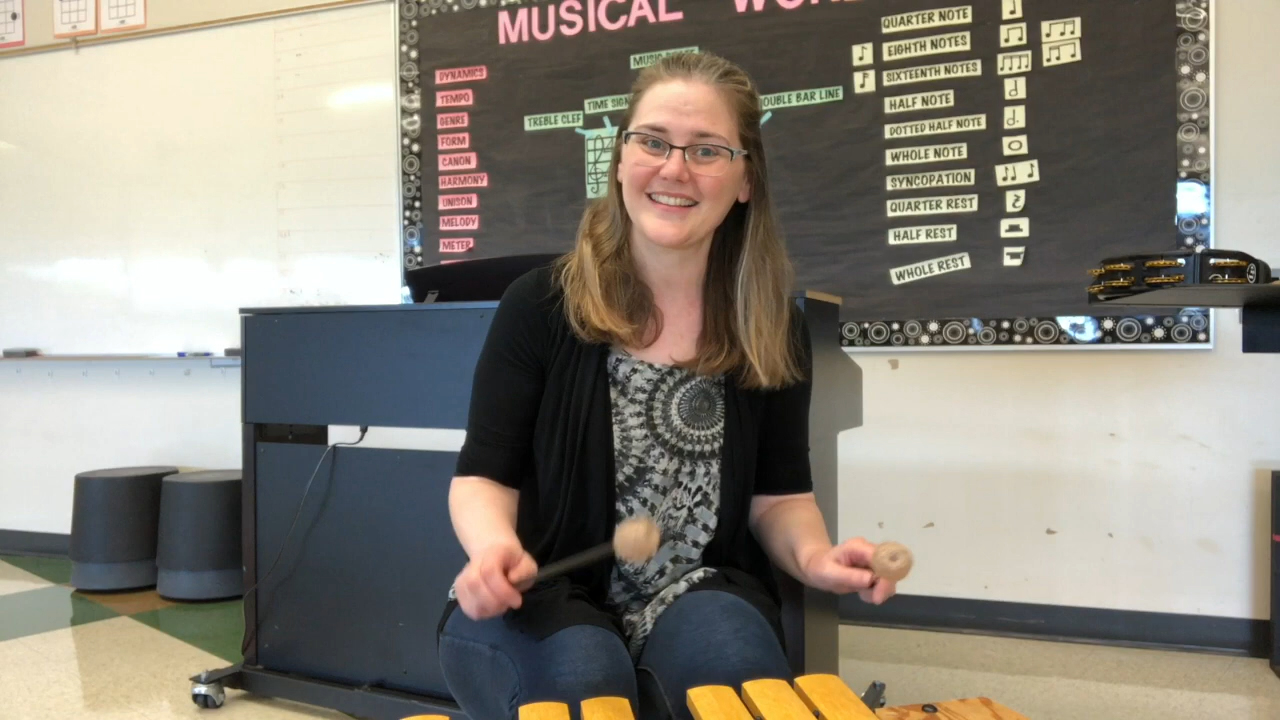 MUSICAL
DYNAMICS
TEMPO
GENRE
FORM
CANON
HARMONY
UNISON
MELODY
METER
TREBLE CLEF
TIME SIGN
DOUBLE BAR LINE
QUARTER NOTE
EIGHTH NOTES
SIXTEENTH NOTES
HALF NOTE
DOTTED HALF NOTE
WHOLE NOTE
SYNCOPATION
QUARTER REST
HALF REST
WHOLE REST